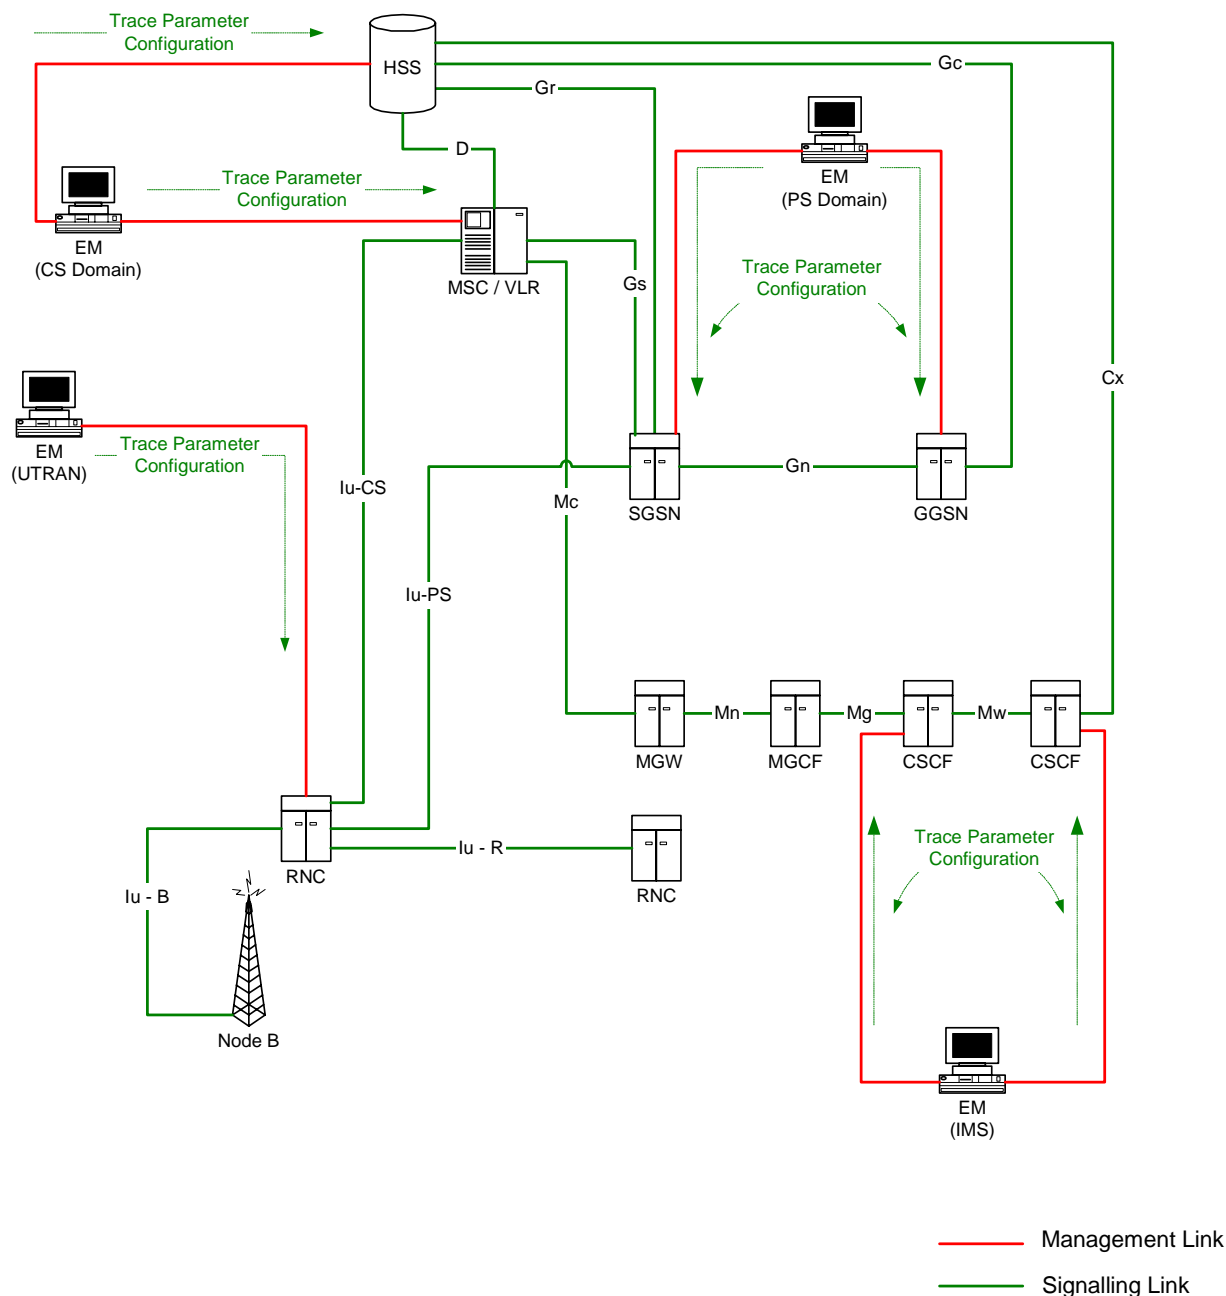 Trace Parameter
Configuration
HSS
Gc
Gr
D
Trace Parameter
Configuration
EM
(PS Domain)
EM
(CS Domain)
MSC / VLR
Gs
Trace Parameter
Configuration
Cx
EM
(UTRAN)
Trace Parameter
Configuration
Iu-CS
Mc
Gn
SGSN
GGSN
Iu-PS
Mn
Mg
Mw
MGW
MGCF
CSCF
CSCF
Iu - R
Trace Parameter
Configuration
RNC
RNC
Iu - B
Node B
EM
(IMS)
Management Link
Signalling Link